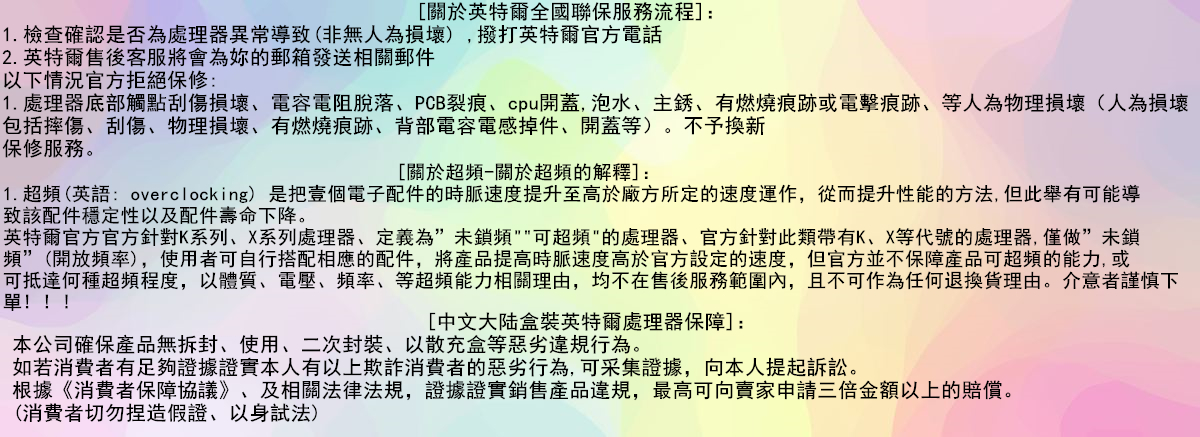 [關於英特爾全國聯保服務流程]：
1.檢查確認是否為處理器異常導致(非無人為損壞) ,撥打英特爾官方電話
2.英特爾售後客服將會為妳的郵箱發送相關郵件
以下情況官方拒絕保修:
1.處理器底部觸點刮傷損壞、電容電阻脫落、PCB裂痕、cpu開蓋,泡水、主銹、有燃燒痕跡或電擊痕跡、等人為物理損壞（人為損壞
包括摔傷、刮傷、物理損壞、有燃燒痕跡、背部電容電感掉件、開蓋等）。不予換新
保修服務。
[關於超頻-關於超頻的解釋]：
1.超頻(英語: overclocking) 是把壹個電子配件的時脈速度提升至高於廠方所定的速度運作，從而提升性能的方法,但此舉有可能導
致該配件穩定性以及配件壽命下降。
英特爾官方官方針對K系列、X系列處理器、定義為”未鎖頻""可超頻"的處理器、官方針對此類帶有K、X等代號的處理器,僅做”未鎖
頻”(開放頻率)，使用者可自行搭配相應的配件，將產品提高時脈速度高於官方設定的速度，但官方並不保障產品可超頻的能力,或
可抵達何種超頻程度，以體質、電壓、頻率、等超頻能力相關理由，均不在售後服務範圍內，且不可作為任何退換貨理由。介意者謹慎下
單！！！
[中文大陆盒裝英特爾處理器保障]：
本公司確保產品無拆封、使用、二次封裝、以散充盒等惡劣違規行為。
如若消費者有足夠證據證實本人有以上欺詐消費者的惡劣行為,可采集證據，向本人提起訴訟。
根據《消費者保障協議》、及相關法律法規，證據證實銷售產品違規，最高可向賣家申請三倍金額以上的賠償。
(消費者切勿捏造假證、以身試法)